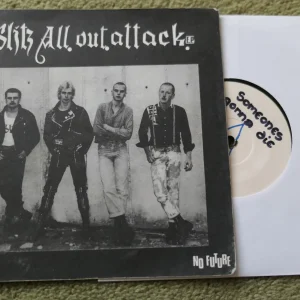 Blitz All out attack E.P.
Someones
gonna die
NO FUTURE